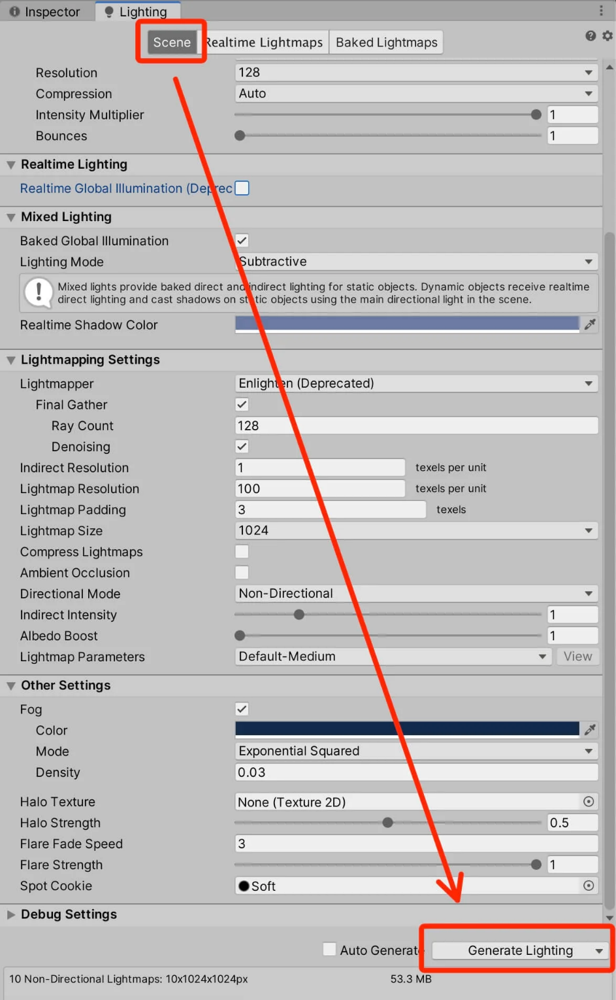 Inspector Lighting
Scene Realtime Lightmaps Baked Lightmaps
Resolution 128
Compression Auto
Intensity Multiplier 1
Bounces 1
Realtime Lighting
Realtime Global Illumination (Deprec
Mixed Lighting
Baked Global Illumination
Lighting Mode Subtractive
Mixed lights provide baked direct and indirect lighting for static objects. Dynamic objects receive realtime
direct lighting and cast shadows on static objects using the main directional light in the scene.
Realtime Shadow Color
Lightmapping Settings
Lightmapper Enlighten (Deprecated)
Final Gather
Ray Count 128
Denoising
Indirect Resolution 1 texels per unit
Lightmap Resolution 100 texels per unit
Lightmap Padding 3 texels
Lightmap Size 1024
Compress Lightmaps
Ambient Occlusion
Directional Mode Non-Directional
Indirect Intensity 1
Albedo Boost 1
Lightmap Parameters Default-Medium View
Other Settings
Fog
Color
Mode Exponential Squared
Density 0.03
Halo Texture None (Texture 2D)
Halo Strength 0.5
Flare Fade Speed 3
Flare Strength 1
Spot Cookie Soft
Debug Settings
Auto Generate Generate Lighting
10 Non-Directional Lightmaps: 10x1024x1024px 53.3 MB